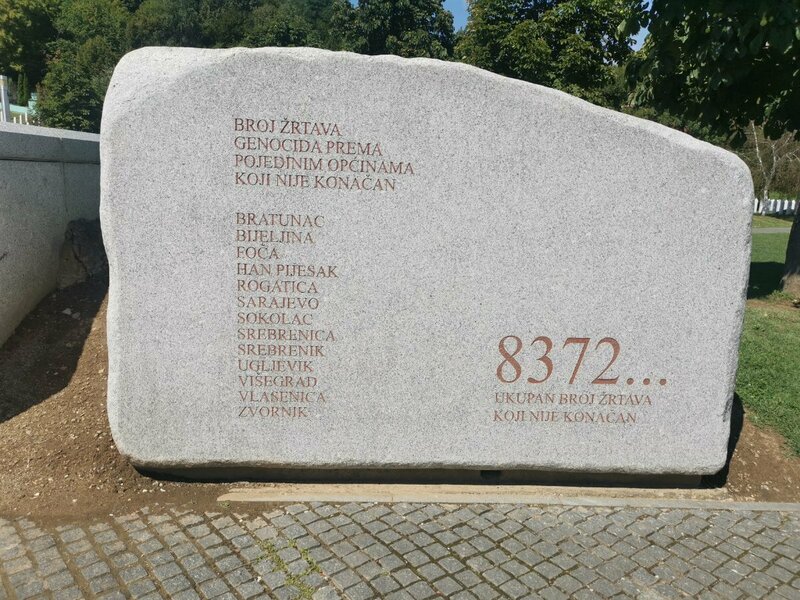 BROJ ŽRTAVA
GENOCIDA PREMA
POJEDINIM OPĆINAMA
KOJI NIJE KONAČAN
BRATUNAC
BIJELJINA
FOČA
HAN PIJESAK
ROGATICA
SARAJEVO
SOKOLAC
SREBRENICA
SREBRENIK
UGLJEVIK
VIŠEGRAD
VLASENICA
ZVORNIK
8372...
UKUPAN BROJ ŽRTAVA
KOJI NIJE KONAČAN